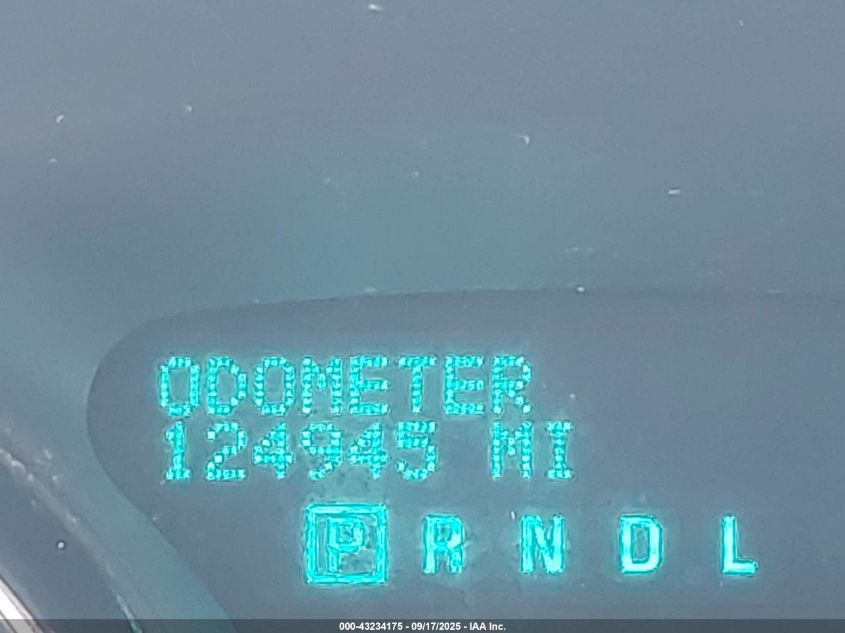 ODOMETER
124945 MI
P R N D L
000-43234175 - 09/17/2025 - IAA Inc.